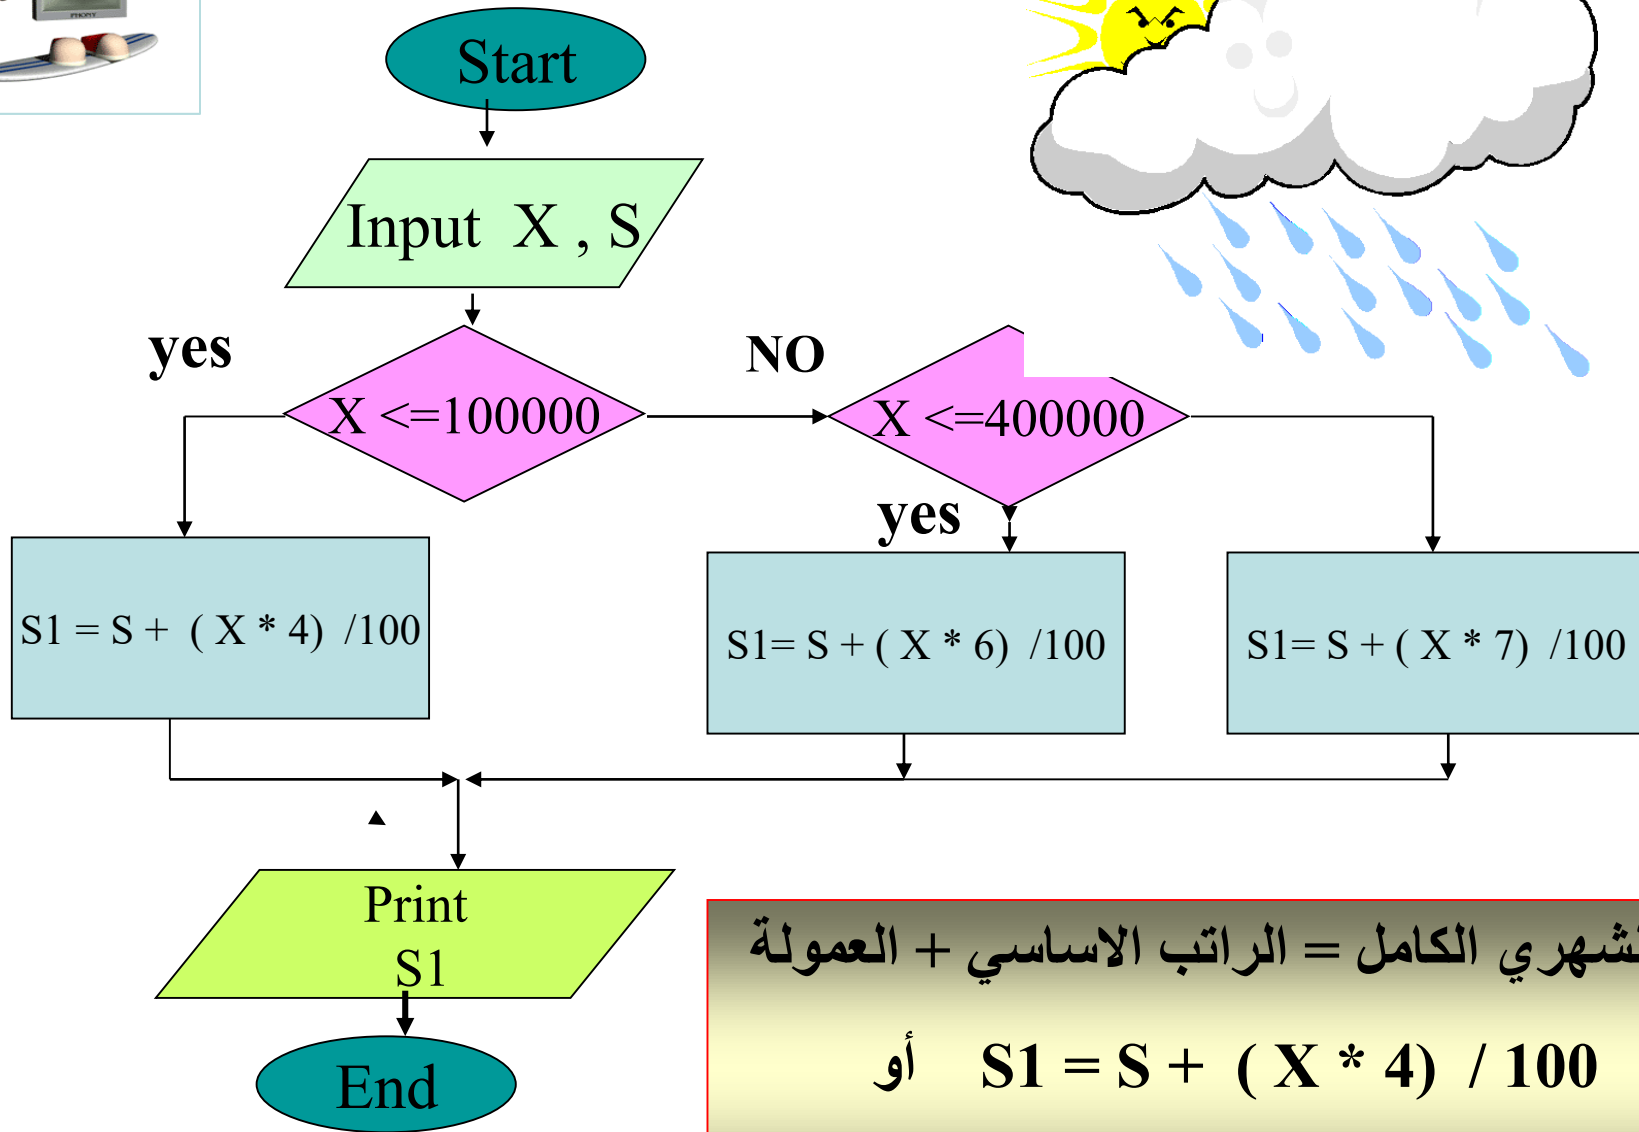 PHONY
Start
Input X , S
yes
NO
X <=100000
X <=400000
yes
S1 = S + ( X * 4) /100
S1= S + ( X * 6) /100
S1= S + ( X * 7) /100
Print
S1
الكامل = الراتب الاساسي + العمولة
S1 = S + ( X * 4) / 100 أو
End